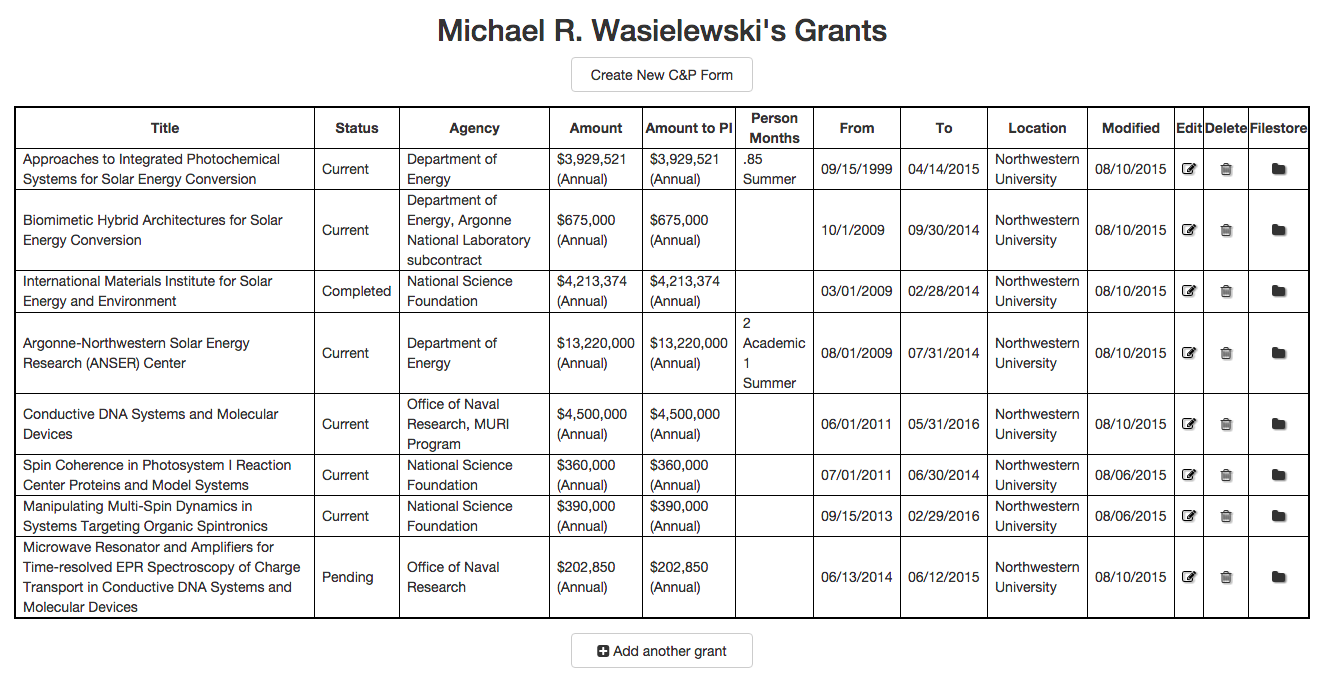 Michael R. Wasielewski's Grants
Create New C&P Form
Title Status Agency Amount Amount to PI Person Months From To Location Modified Edit Delete Filestore
Approaches to Integrated Photochemical Systems for Solar Energy Conversion Current Department of Energy $3,929,521 (Annual) $3,929,521 (Annual) .85 Summer 09/15/1999 04/14/2015 Northwestern University 08/10/2015
Biomimetic Hybrid Architectures for Solar Energy Conversion Current Department of Energy, Argonne National Laboratory subcontract $675,000 (Annual) $675,000 (Annual) 10/1/2009 09/30/2014 Northwestern University 08/10/2015
International Materials Institute for Solar Energy and Environment Completed National Science Foundation $4,213,374 (Annual) $4,213,374 (Annual) 03/01/2009 02/28/2014 Northwestern University 08/10/2015
Argonne-Northwestern Solar Energy Research (ANSER) Center Current Department of Energy $13,220,000 (Annual) $13,220,000 (Annual) 2 Academic 1 Summer 08/01/2009 07/31/2014 Northwestern University 08/10/2015
Conductive DNA Systems and Molecular Devices Current Office of Naval Research, MURI Program $4,500,000 (Annual) $4,500,000 (Annual) 06/01/2011 05/31/2016 Northwestern University 08/10/2015
Spin Coherence in Photosystem I Reaction Center Proteins and Model Systems Current National Science Foundation $360,000 (Annual) $360,000 (Annual) 07/01/2011 06/30/2014 Northwestern University 08/06/2015
Manipulating Multi-Spin Dynamics in Systems Targeting Organic Spintronics Current National Science Foundation $390,000 (Annual) $390,000 (Annual) 09/15/2013 02/29/2016 Northwestern University 08/06/2015
Microwave Resonator and Amplifiers for Time-resolved EPR Spectroscopy of Charge Transport in Conductive DNA Systems and Molecular Devices Pending Office of Naval Research $202,850 (Annual) $202,850 (Annual) 06/13/2014 06/12/2015 Northwestern University 08/10/2015
Add another grant